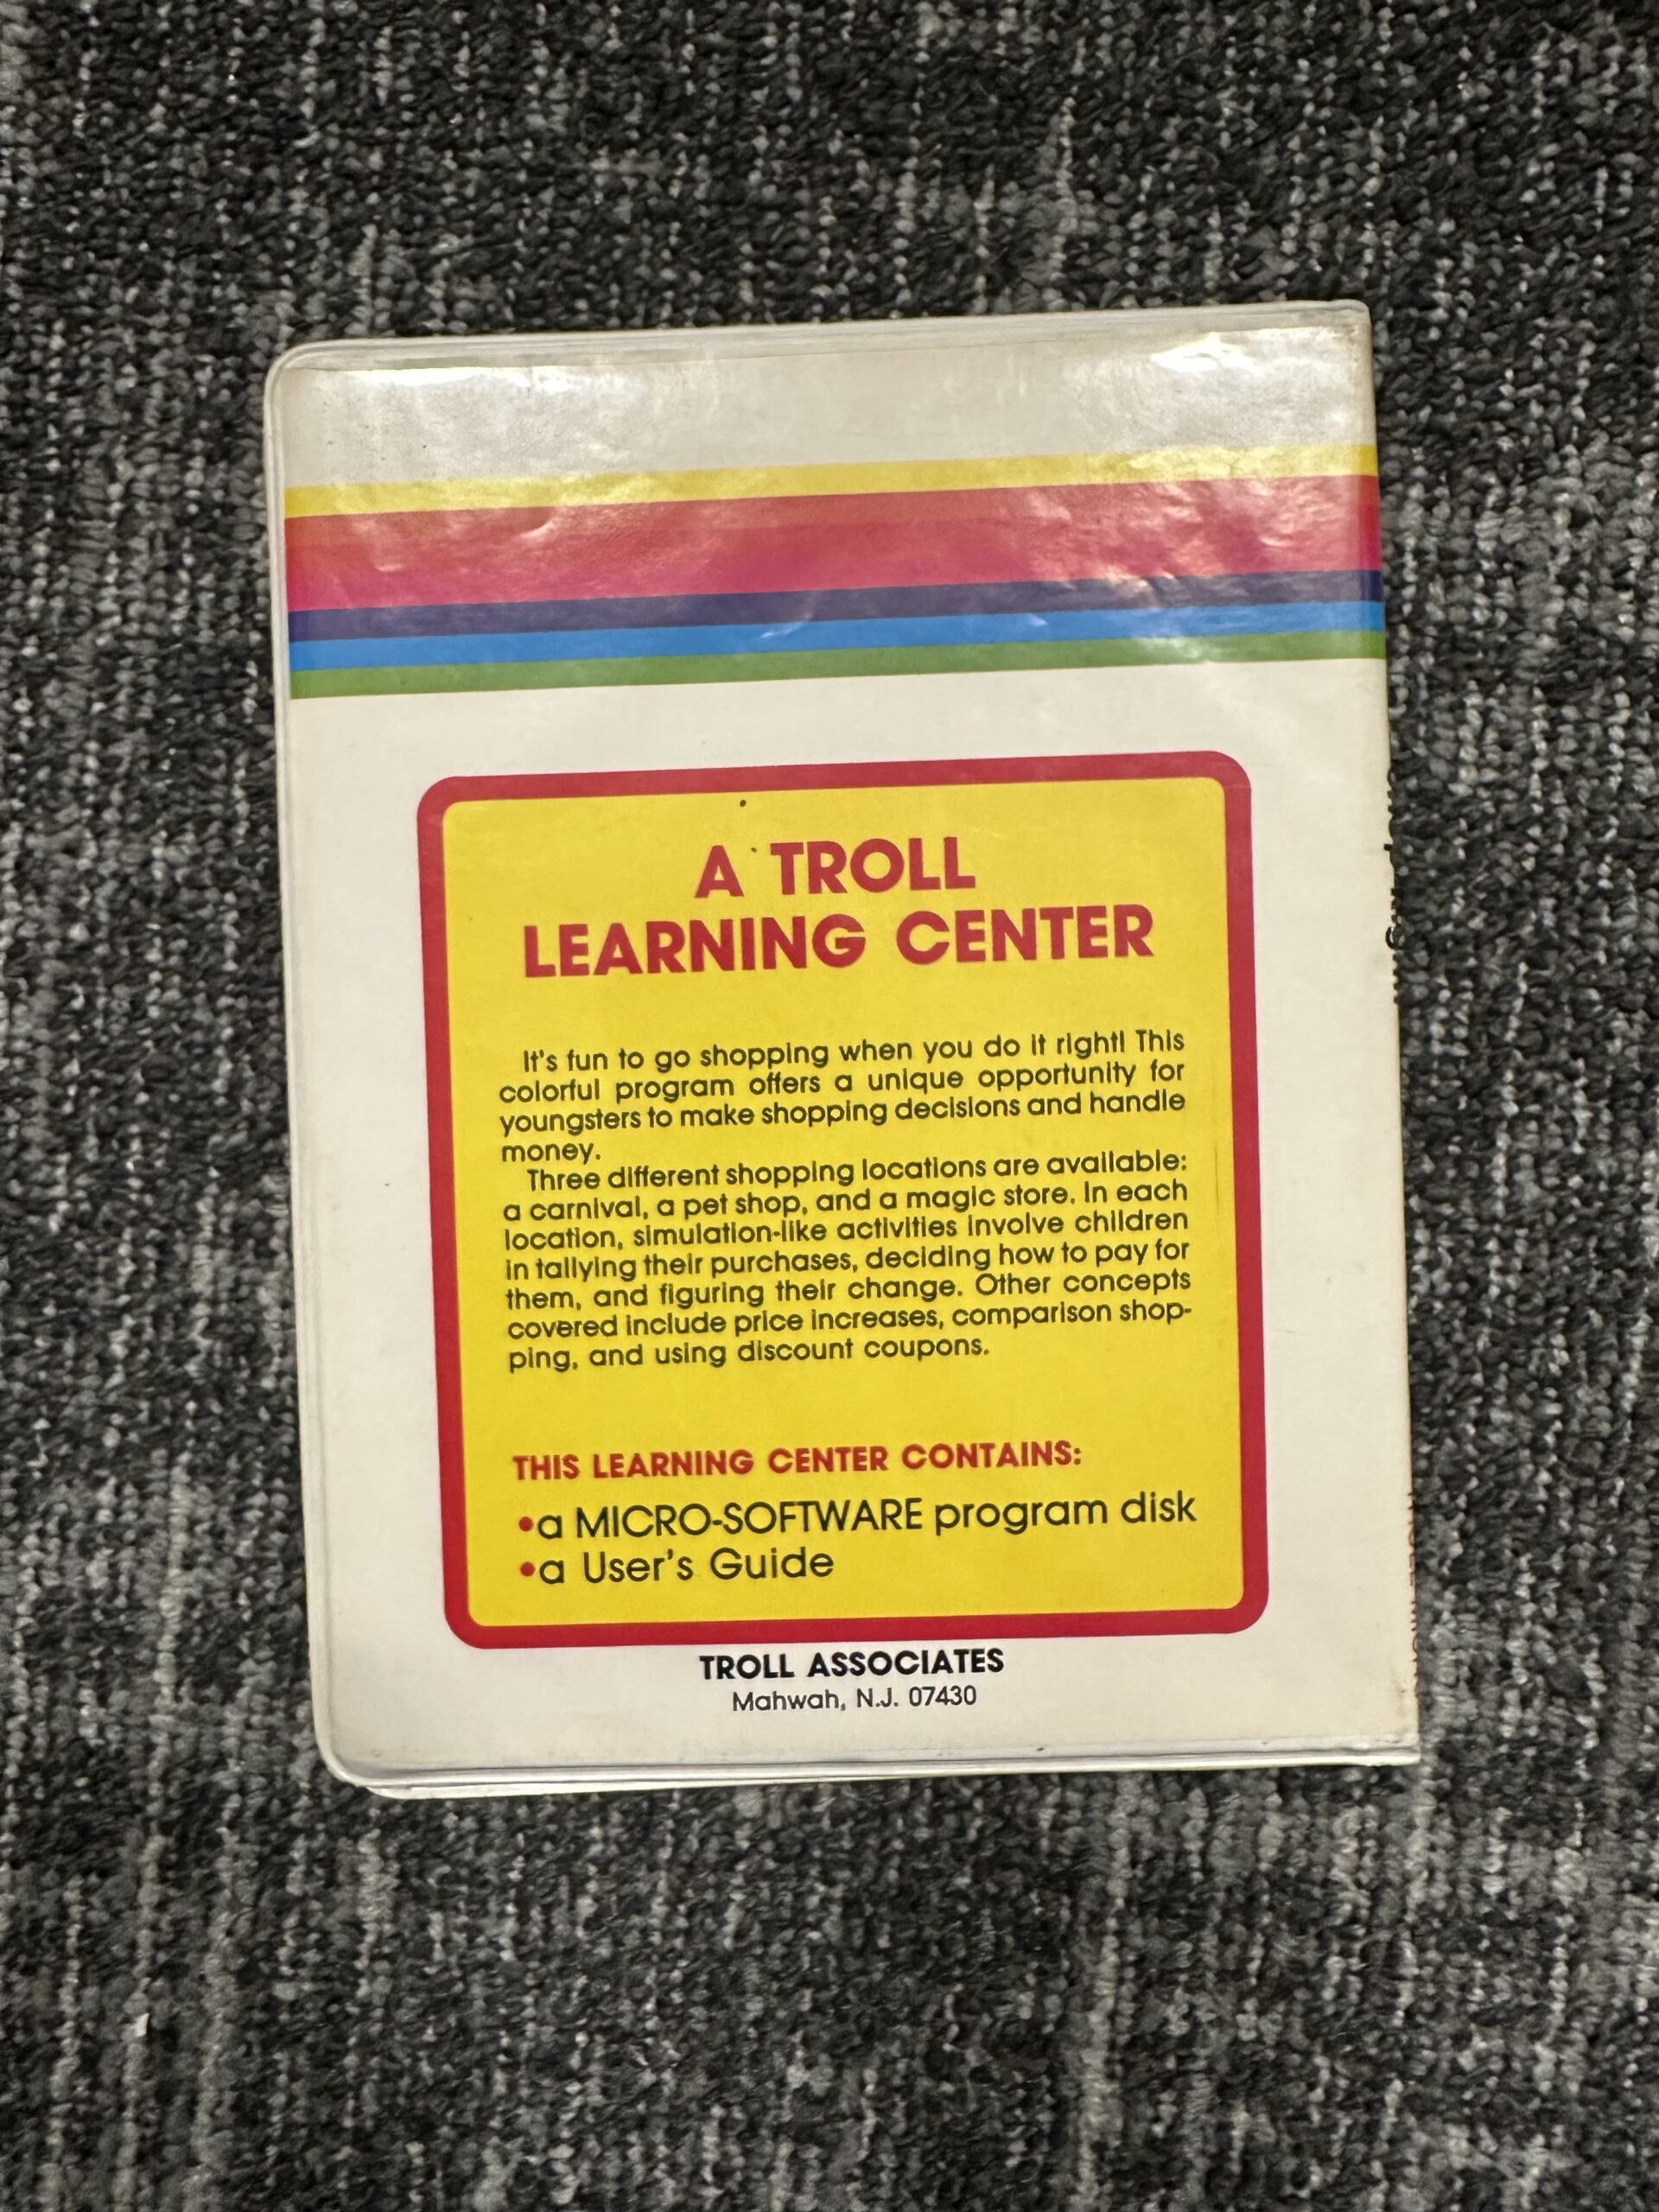 A TROLL
LEARNING CENTER
It's fun to go shopping when you do it right! This
colorful program offers a unique opportunity for
youngsters to make shopping decisions and handle
money.
Three different shopping locations are available:
a carnival, a pet shop, and a magic store. In each
location, simulation-like activities involve children
in tallying their purchases, deciding how to pay for
them, and figuring their change. Other concepts
covered include price increases, comparison shop-
ping, and using discount coupons.
THIS LEARNING CENTER CONTAINS:
•a MICRO-SOFTWARE program disk
•a User's Guide
TROLL ASSOCIATES
Mahwah, N.J. 07430